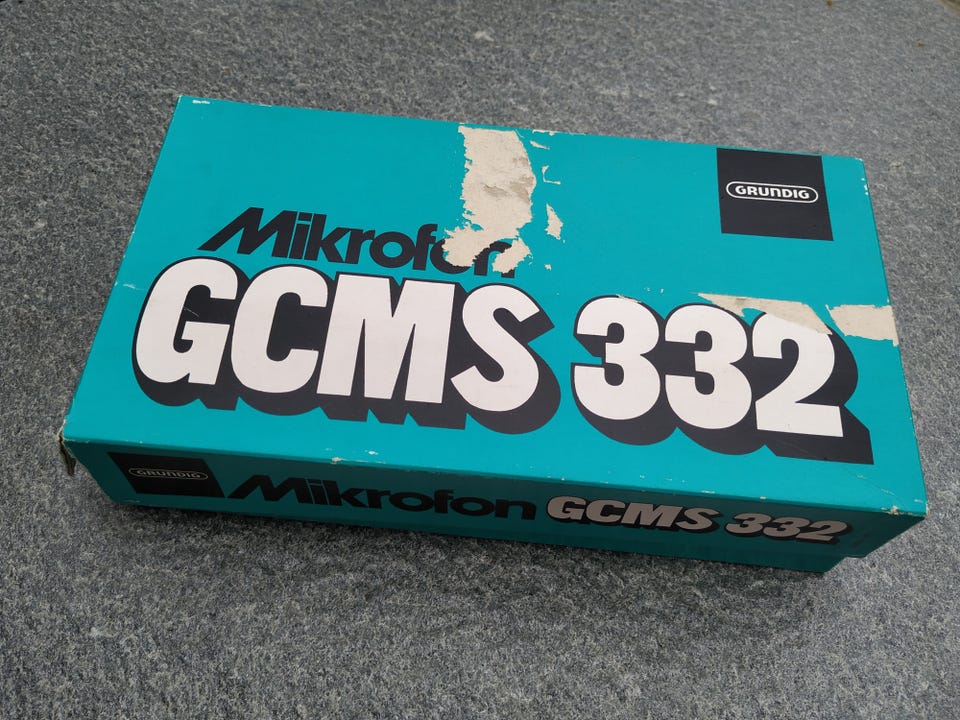 GRUNDIG
Mikrofon
GCMS 332
GRUNDIG
Mikrofon GCMS 332